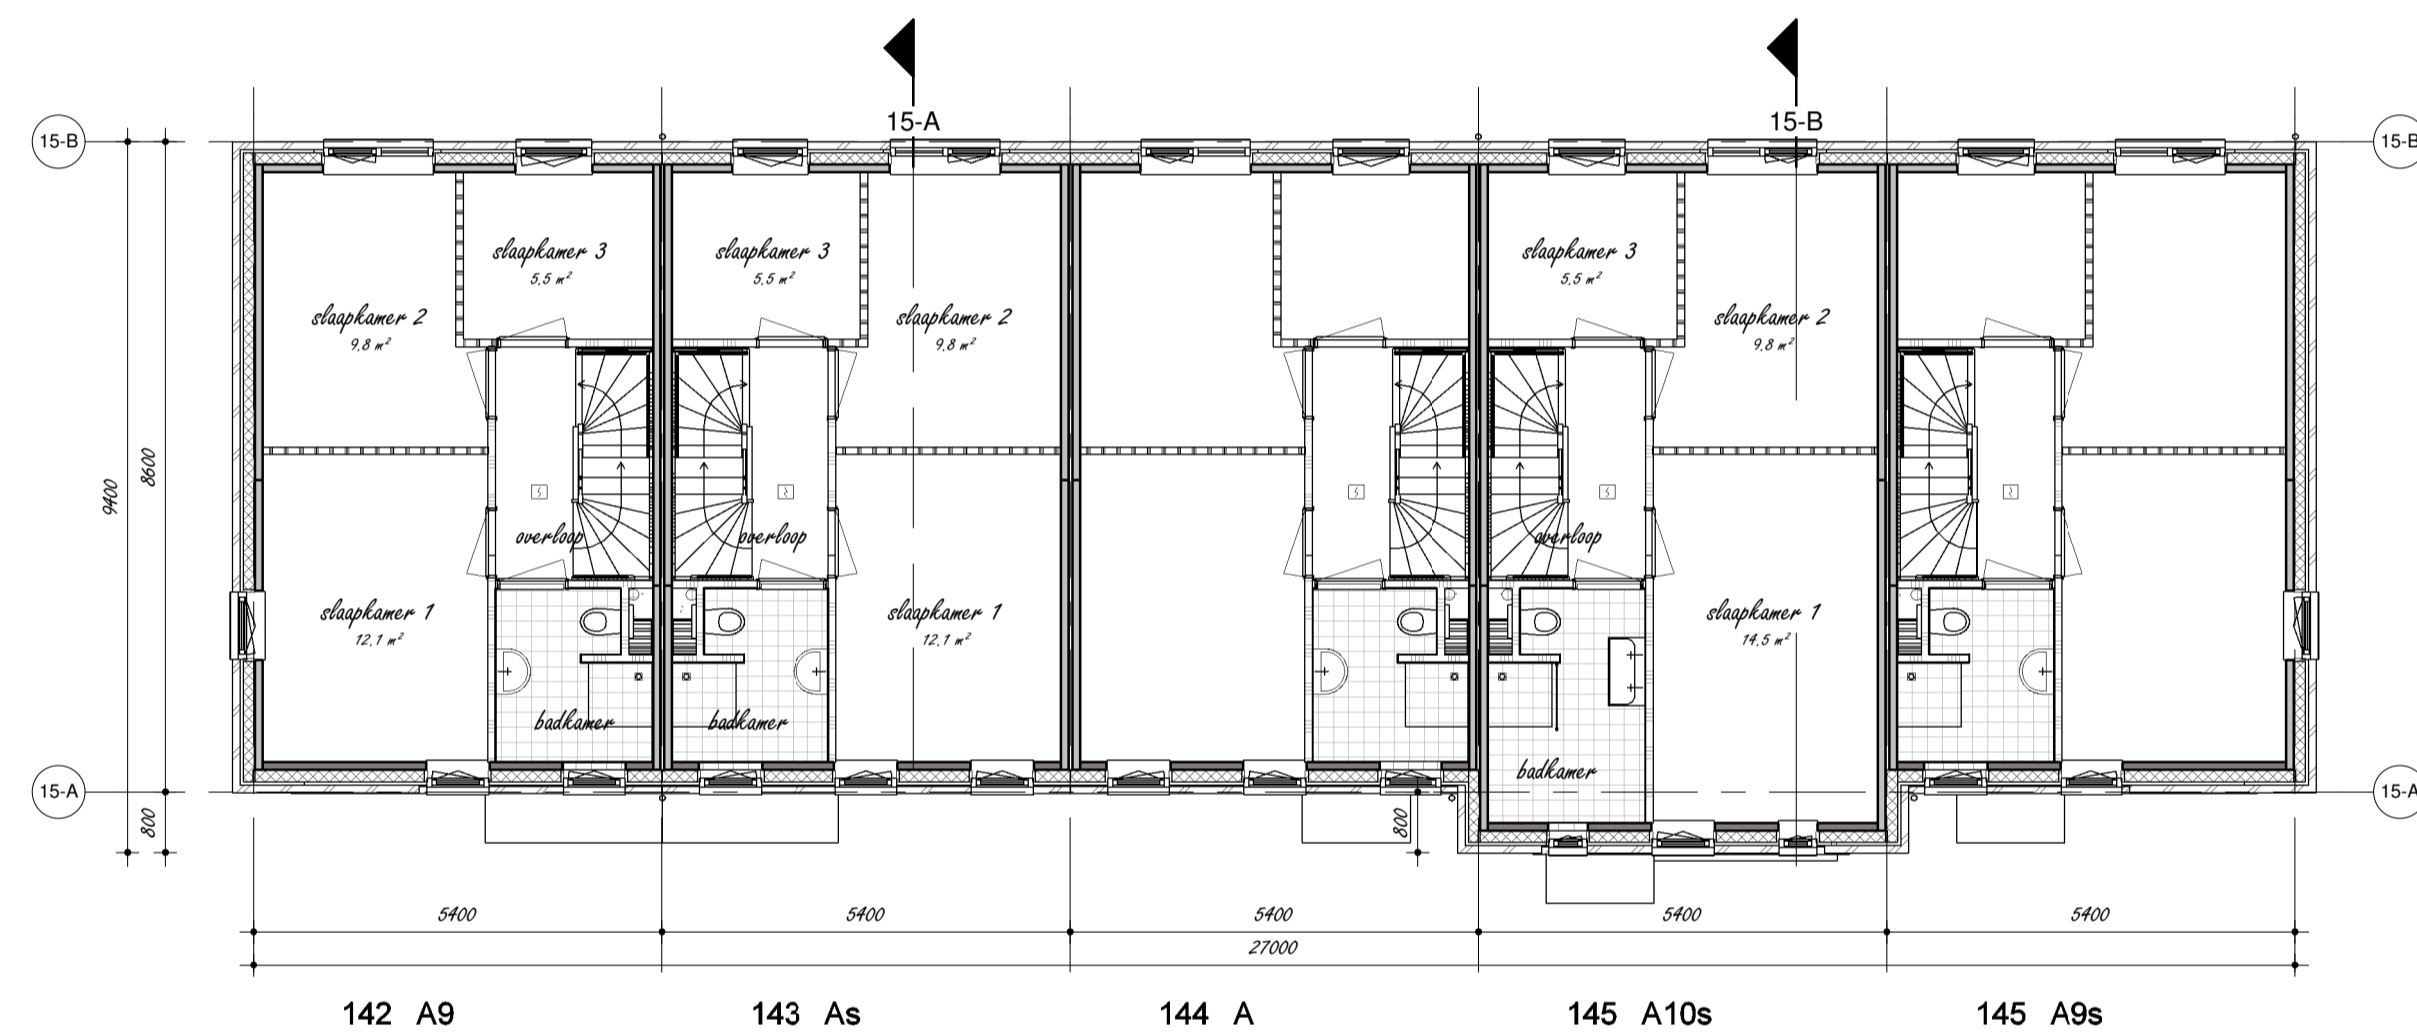 15-A
15-B
15-B
15-B
slaapkamer 3
5,5 m²
slaapkamer 3
5,5 m²
slaapkamer 3
5,5 m²
slaapkamer 2
9,8 m²
slaapkamer 2
9,8 m²
slaapkamer 2
9,8 m²
9400
8600
overloop
overloop
overloop
slaapkamer 1
12,1 m²
slaapkamer 1
12,1 m²
slaapkamer 1
14,5 m²
badkamer
badkamer
badkamer
15-A
15-A
800
800
5400
5400
5400
5400
5400
27000
142 A9
143 As
144 A
145 A10s
145 A9s